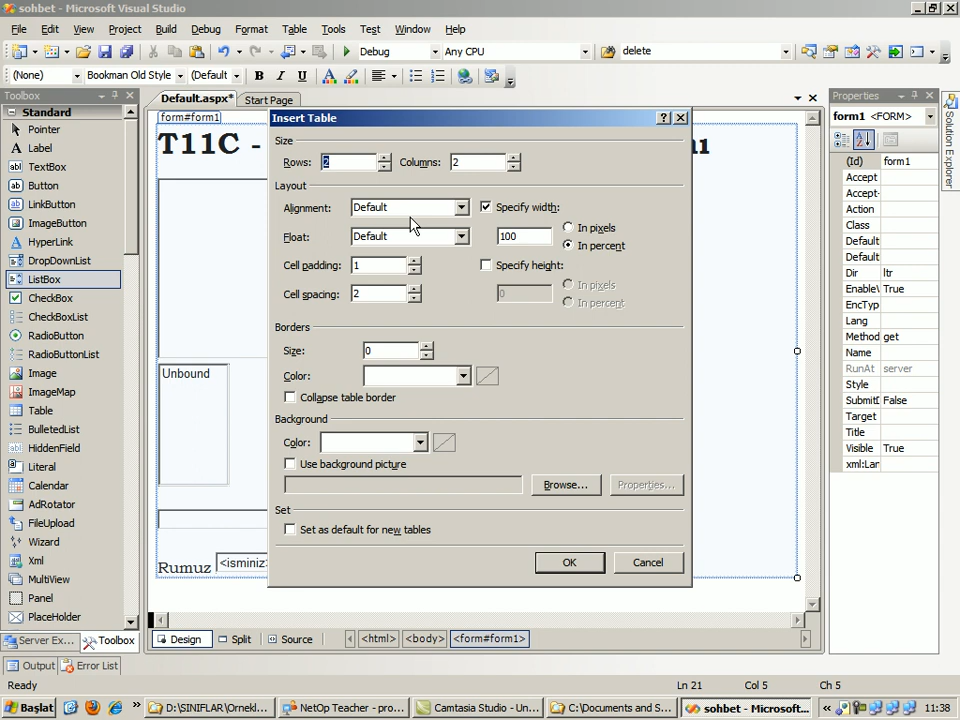 sohbet - Microsoft Visual Studio
File Edit View Project Build Debug Format Table Tools Test Window Help
Debug Any CPU delete
(None) Bookman Old Style (Default B I U A
Toolbox
Standard
Pointer
Label
TextBox
Button
LinkButton
ImageButton
HyperLink
DropDownList
ListBox
CheckBox
CheckBoxList
RadioButton
RadioButtonList
Image
ImageMap
Table
BulletedList
HiddenField
Literal
Calendar
AdRotator
FileUpload
Wizard
Xml
MultiView
Panel
PlaceHolder
Server Ex... Toolbox
Default.aspx* Start Page
form#form1
T11C -
Unbound
Rumuz <isminiz>
Insert Table
Size
Rows: 2 Columns: 2
Layout
Alignment: Default Specify width:
Float: Default 100 In pixels
In percent
Cell padding: 1 Specify height:
Cell spacing: 2 0 In pixels
In percent
Borders
Size: 0
Color:
Collapse table border
Background
Color:
Use background picture
Browse... Properties...
Set
Set as default for new tables
OK Cancel
Design Split Source <html> <body> <form#form1>
Properties
form1 <FORM>
(Id) form1
Accept
Accept-
Action
Class
Default
Default
Dir ltr
EnableV True
EncType
Lang
Method get
Name
RunAt server
Style
SubmitD False
Target
Title
Visible True
xml:Lan
Solution Explorer
Output Error List
Ready Ln 21 Col 5 Ch 5
Başlat D:\SINIFLAR\Ornekl... NetOp Teacher - pro... Camtasia Studio - Un... C:\Documents and S... sohbet - Microsoft... 11:38